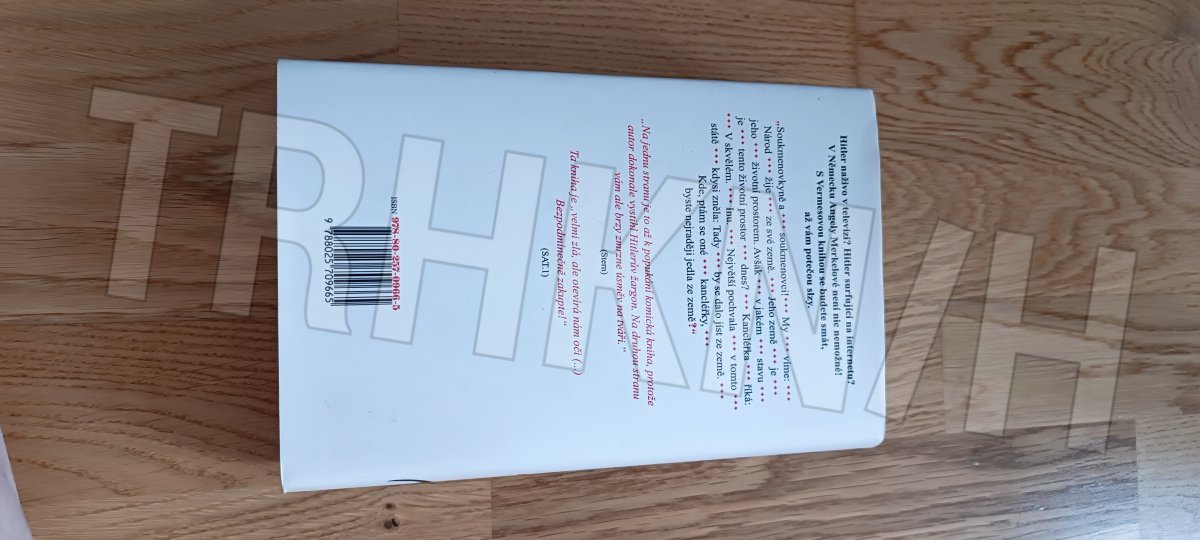 Hitler naživo v televizi? Hitler surfující na internetu?
V Německu Angely Merkelové není nic nemožné!
S Vermesovou knihou se budete smát,
až vám potečou slzy.
„Soukmenovkyně a *** soukmenovci!*** My *** víme: ***
Národ *** žije *** ze své země. *** Jeho země *** je ***
jeho *** životní prostorem. Avšak *** v jakém *** stavu ***
je *** tento životní prostor *** dnes? *** Kancléřka *** říká:
*** V skvělém. *** Inu. *** Největší pochvala *** v tomto ***
státě *** kdysi zněla: Tady *** by se dalo jíst ze země. ***
Kde, ptám se oné *** kancléřky, ***
byste nejraději jedla ze země?“
„Na jednu stranu je to až k popukání komická kniha, protože
autor dokonale vystihl Hitlerův žargon. Na druhou stranu
vám ale brzy zmrzne úsměv na tváři.“
(Stern)
Ta kniha je „velmi zlá, ale otevírá nám oči (...)
Bezpodmínečně zakupte!“
(SAT.1)
ISBN 978-80-257-0966-5
9 788025 709665
TRHKNIH